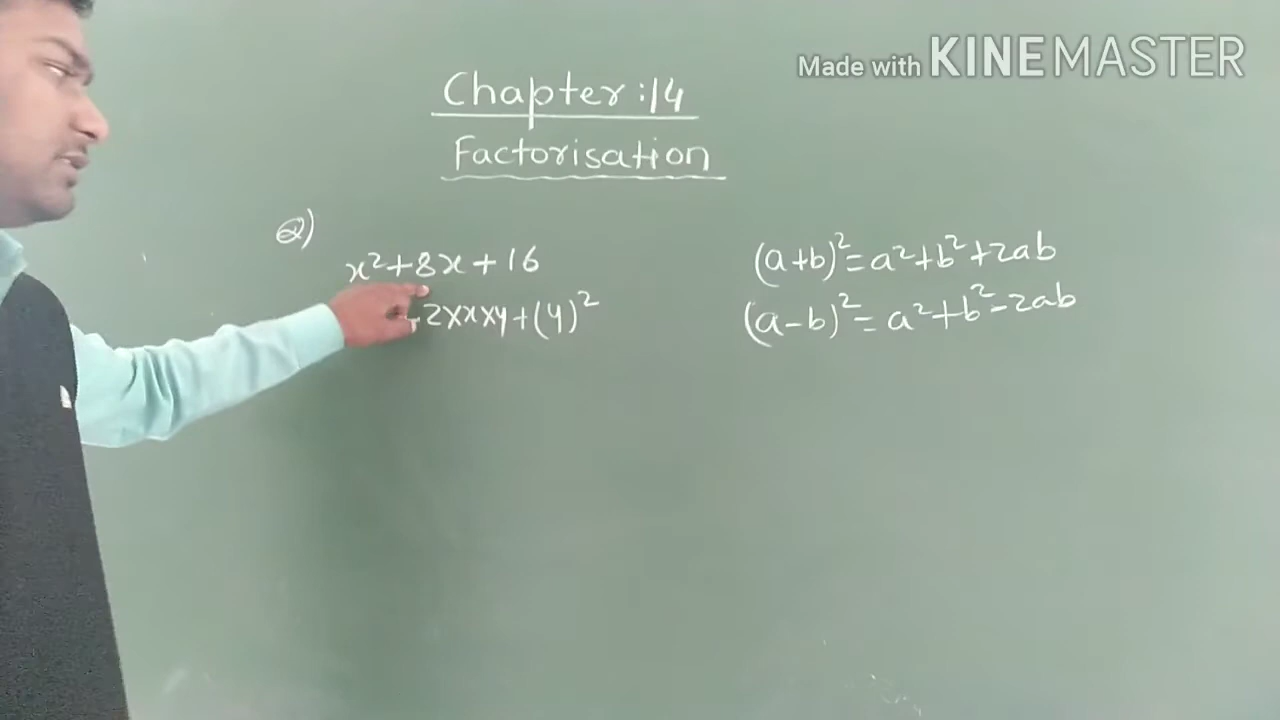 Made with KINEMASTER
Chapter:14
Factorisation
Q)
x²+8x+16
2×x×4+(4)²
(a+b)²=a²+b²+2ab
(a-b)²=a²+b²-2ab